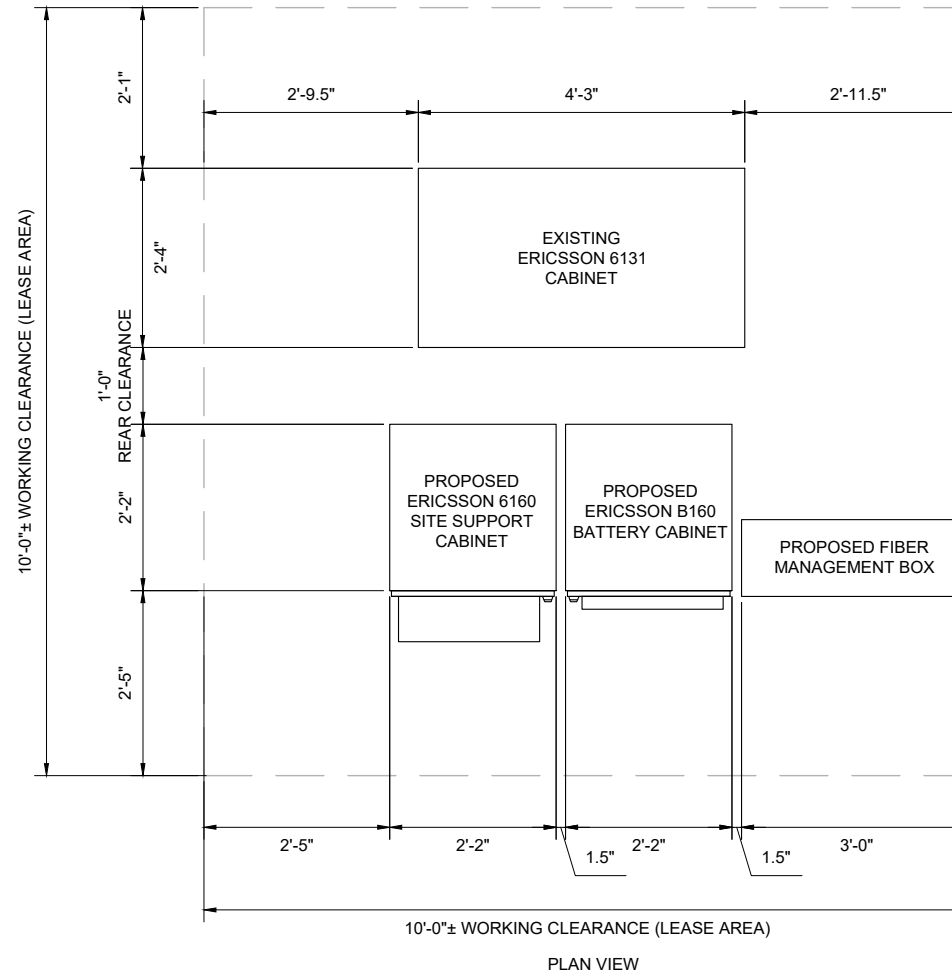 2'-1"
2'-9.5"
4'-3"
2'-11.5"
10'-0"± WORKING CLEARANCE (LEASE AREA)
2'-4"
EXISTING
ERICSSON 6131
CABINET
1'-0"
REAR CLEARANCE
2'-2"
PROPOSED
ERICSSON 6160
SITE SUPPORT
CABINET
PROPOSED
ERICSSON B160
BATTERY CABINET
PROPOSED FIBER
MANAGEMENT BOX
2'-5"
2'-5"
2'-2"
1.5"
2'-2"
1.5"
3'-0"
10'-0"± WORKING CLEARANCE (LEASE AREA)
PLAN VIEW